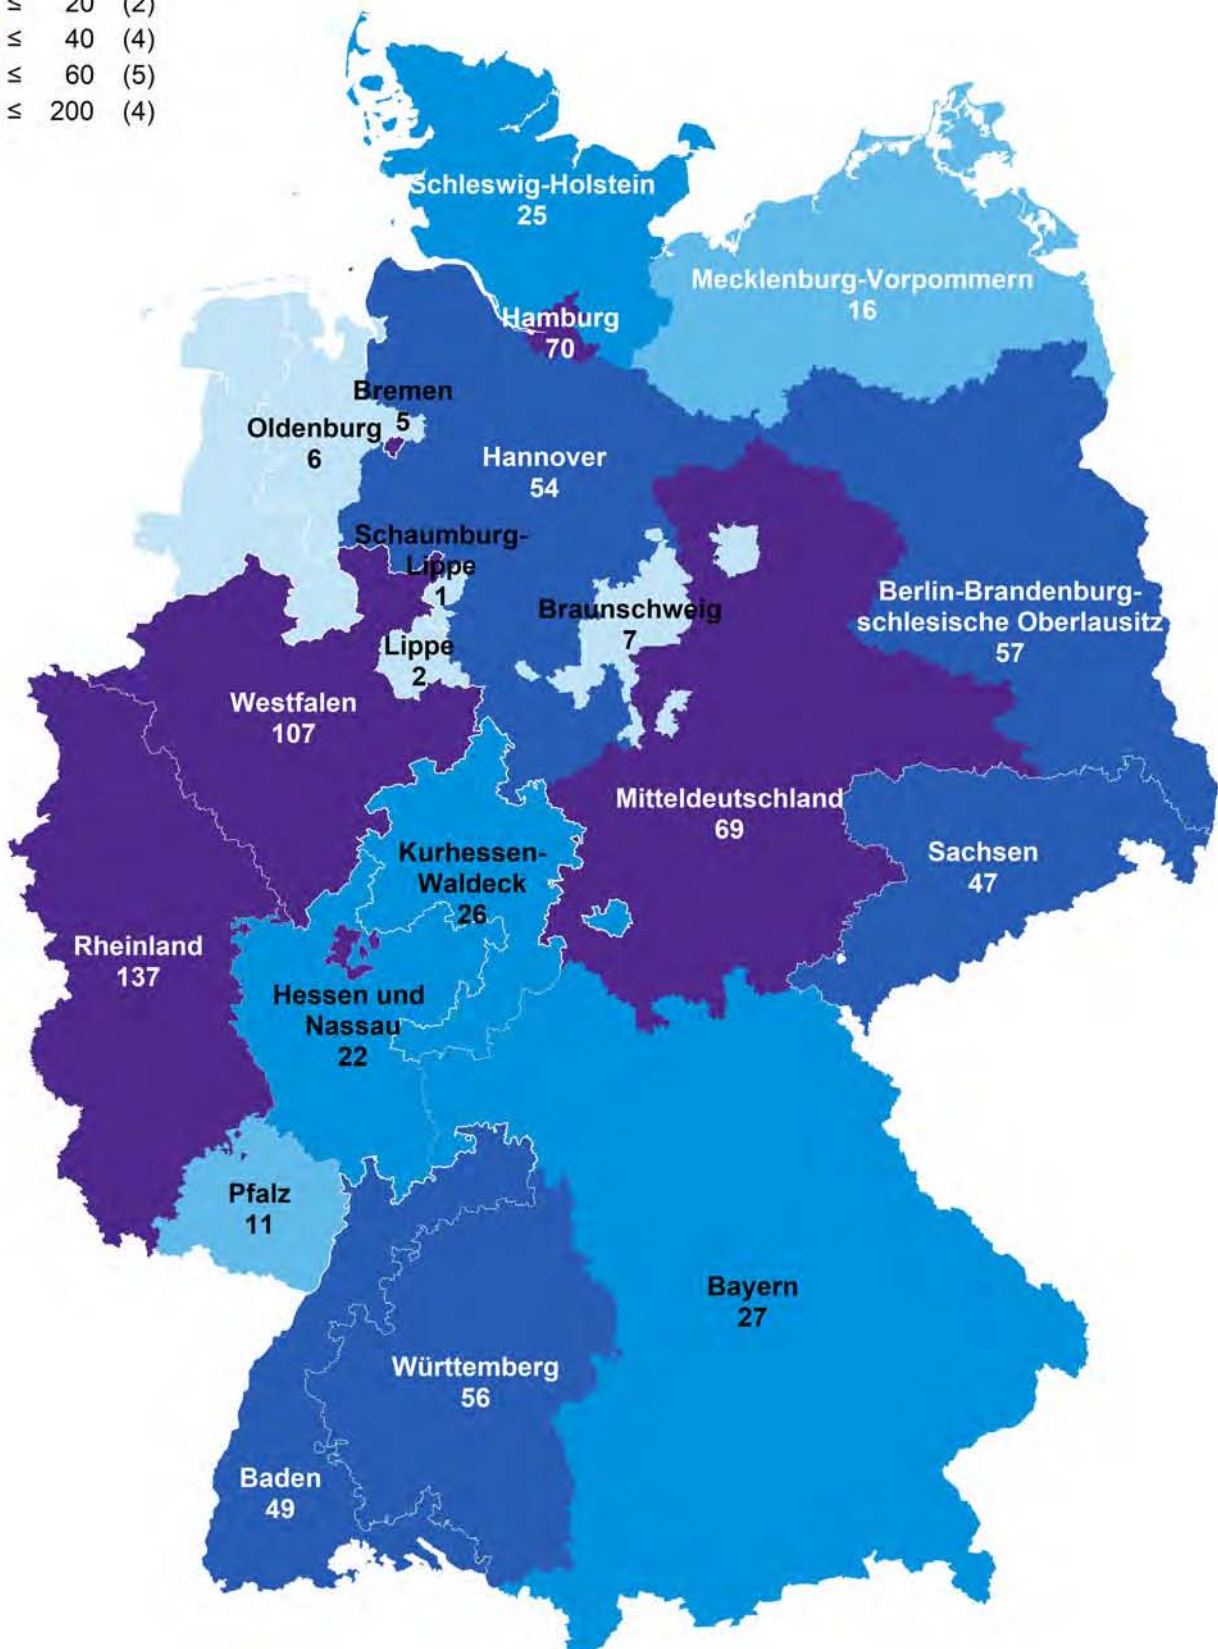 ≤ 20 (2)
≤ 40 (4)
≤ 60 (5)
≤ 200 (4)
Schleswig-Holstein
25
Mecklenburg-Vorpommern
16
Hamburg
70
Bremen
5
Oldenburg
6
Hannover
54
Schaumburg-
Lippe
1
Braunschweig
7
Berlin-Brandenburg-
schlesische Oberlausitz
57
Lippe
2
Westfalen
107
Mitteldeutschland
69
Sachsen
47
Kurhessen-
Waldeck
26
Rheinland
137
Hessen und
Nassau
22
Pfalz
11
Bayern
27
Württemberg
56
Baden
49